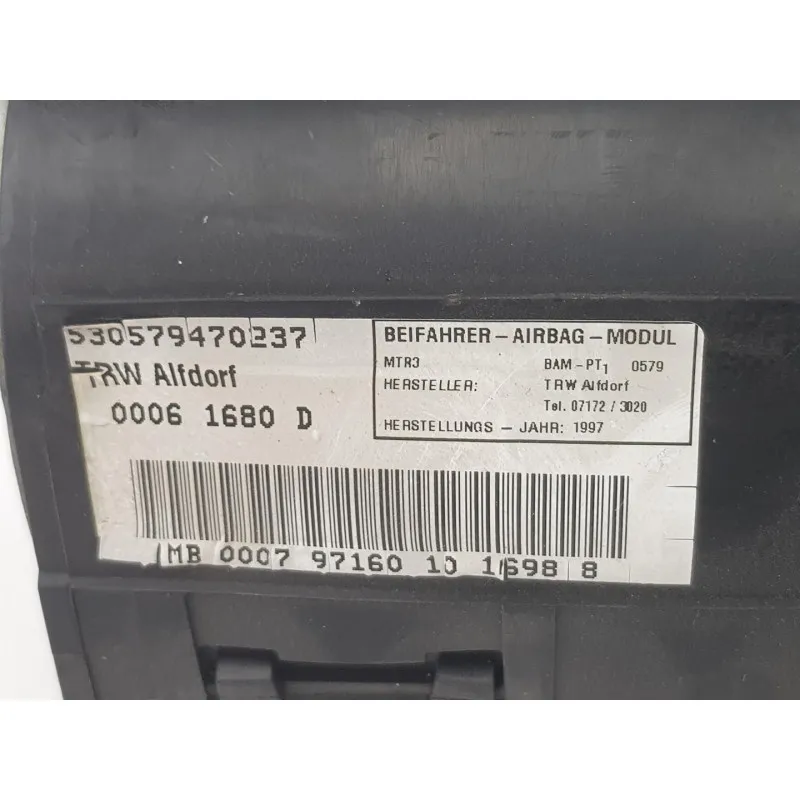 530579470237
TRW Alfdorf
0006 1680 D
BEIFAHRER - AIRBAG - MODUL
MTR3 BAM - PT1 0579
HERSTELLER: TRW Alfdorf
Tel. 07172 / 3020
HERSTELLUNGS - JAHR: 1997
MB 0007 97160 10 1698 8